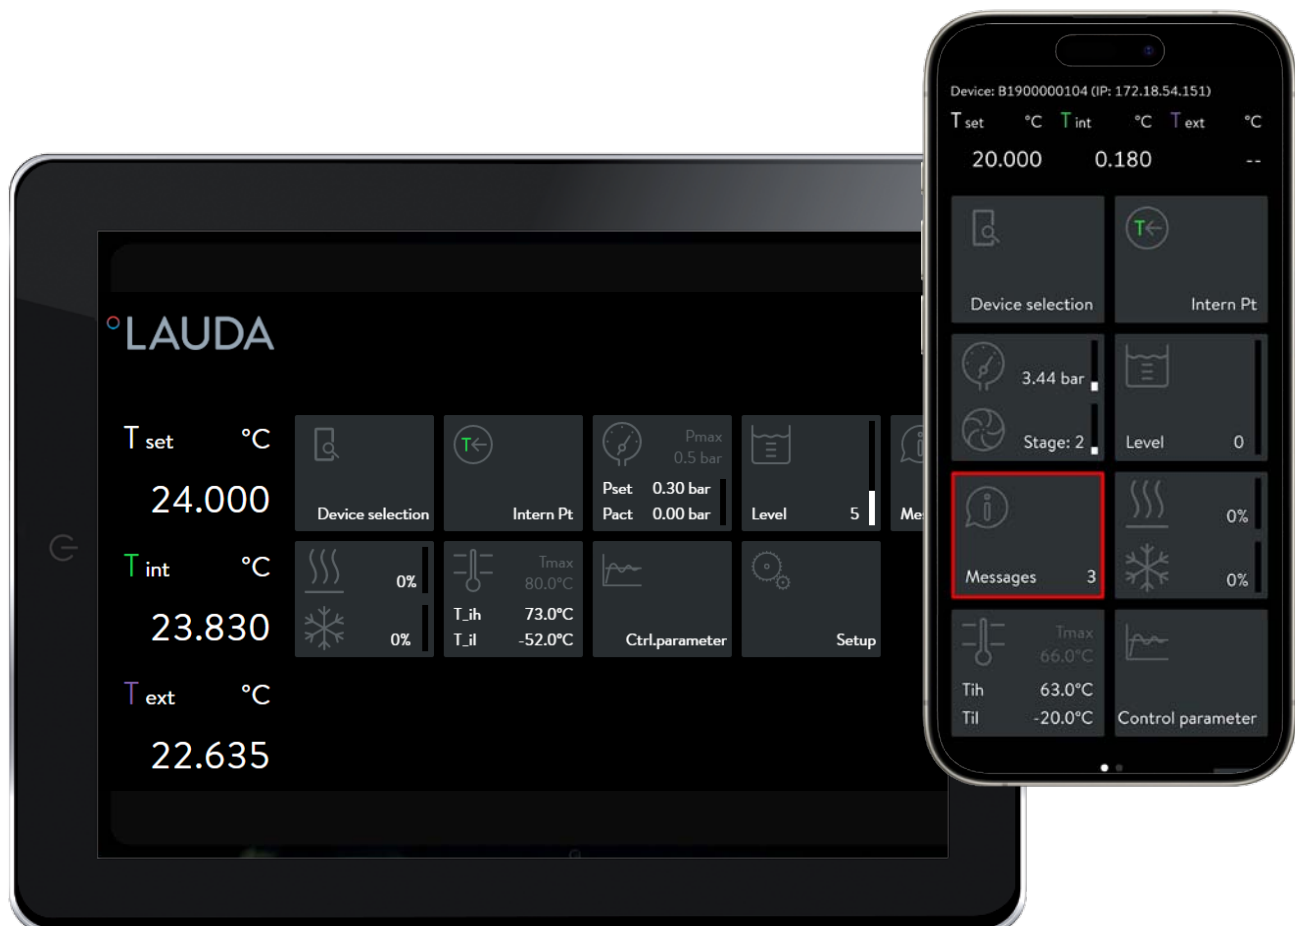 LAUDA
T set °C
24.000
T int °C
23.830
T ext °C
22.635
Device selection
T
Intern Pt
Pmax
0.5 bar
Pset 0.30 bar
Pact 0.00 bar
Level 5
0%
0%
Tmax
80.0°C
T_ih 73.0°C
T_il -52.0°C
Ctrl.parameter
Setup
Device: B1900000104 (IP: 172.18.54.151)
T set °C T int °C T ext °C
20.000 0.180 --
Device selection
T
Intern Pt
3.44 bar
Stage: 2
Level 0
Messages 3
0%
0%
Tmax
66.0°C
Tih 63.0°C
Til -20.0°C
Control parameter